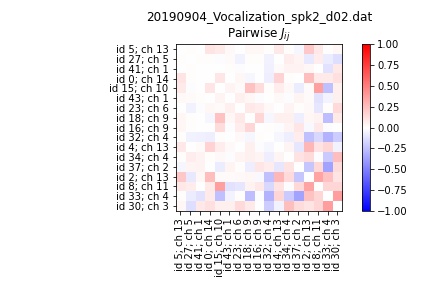 20190904_Vocalization_spk2_d02.dat
Pairwise J_ij
id 5; ch 13
id 27; ch 5
id 41; ch 1
id 0; ch 14
id 15; ch 10
id 43; ch 1
id 23; ch 6
id 18; ch 9
id 16; ch 9
id 32; ch 4
id 4; ch 13
id 34; ch 4
id 37; ch 2
id 2; ch 13
id 8; ch 11
id 33; ch 4
id 30; ch 3
id 5; ch 13
id 27; ch 5
id 41; ch 1
id 0; ch 14
id 15; ch 10
id 43; ch 1
id 23; ch 6
id 18; ch 9
id 16; ch 9
id 32; ch 4
id 4; ch 13
id 34; ch 4
id 37; ch 2
id 2; ch 13
id 8; ch 11
id 33; ch 4
id 30; ch 3
1.00
0.75
0.50
0.25
0.00
−0.25
−0.50
−0.75
−1.00